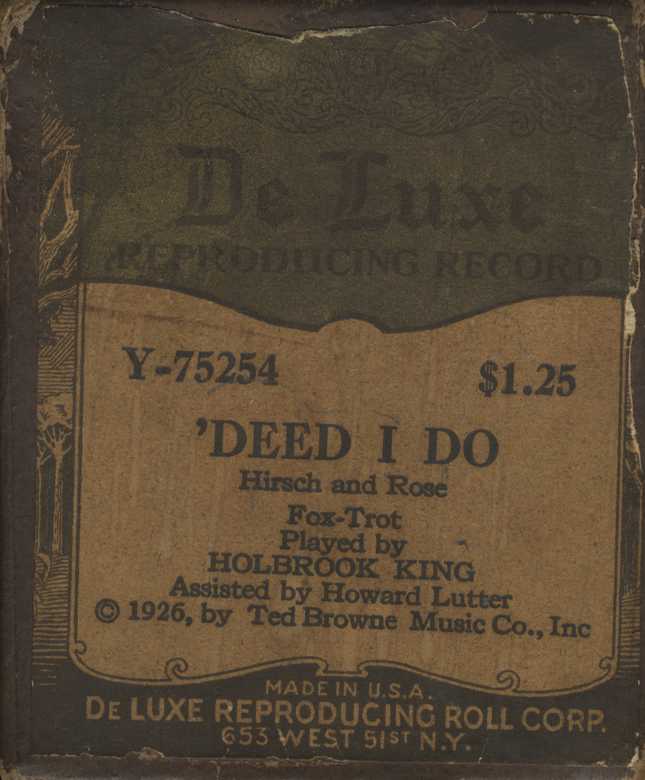 De Luxe
REPRODUCING RECORD
Y-75254 $1.25
'DEED I DO
Hirsch and Rose
Fox-Trot
Played by
HOLBROOK KING
Assisted by Howard Lutter
© 1926, by Ted Browne Music Co., Inc
MADE IN U.S.A.
DE LUXE REPRODUCING ROLL CORP.
653 WEST 51ST N.Y.